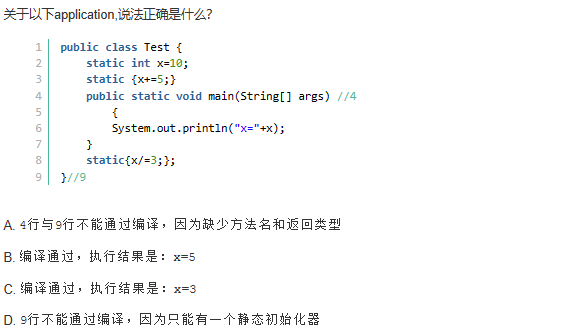 关于以下application,说法正确是什么？
1 public class Test {
2 static int x=10;
3 static {x+=5;}
4 public static void main(String[] args) //4
5 {
6 System.out.println("x="+x);
7 }
8 static{x/=3;};
9 }//9
A. 4行与9行不能通过编译，因为缺少方法名和返回类型
B. 编译通过，执行结果是：x=5
C. 编译通过，执行结果是：x=3
D. 9行不能通过编译，因为只能有一个静态初始化器